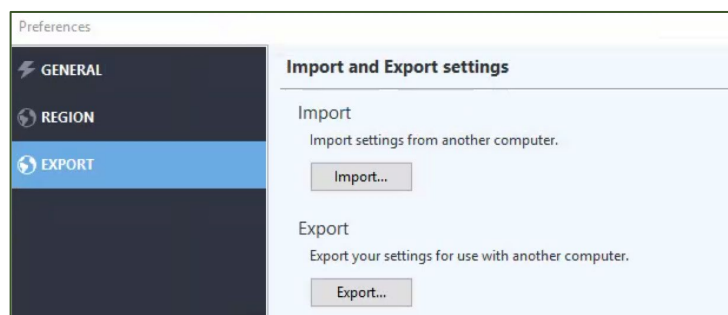 Preferences
GENERAL
REGION
EXPORT
Import and Export settings
Import
Import settings from another computer.
Import...
Export
Export your settings for use with another computer.
Export...